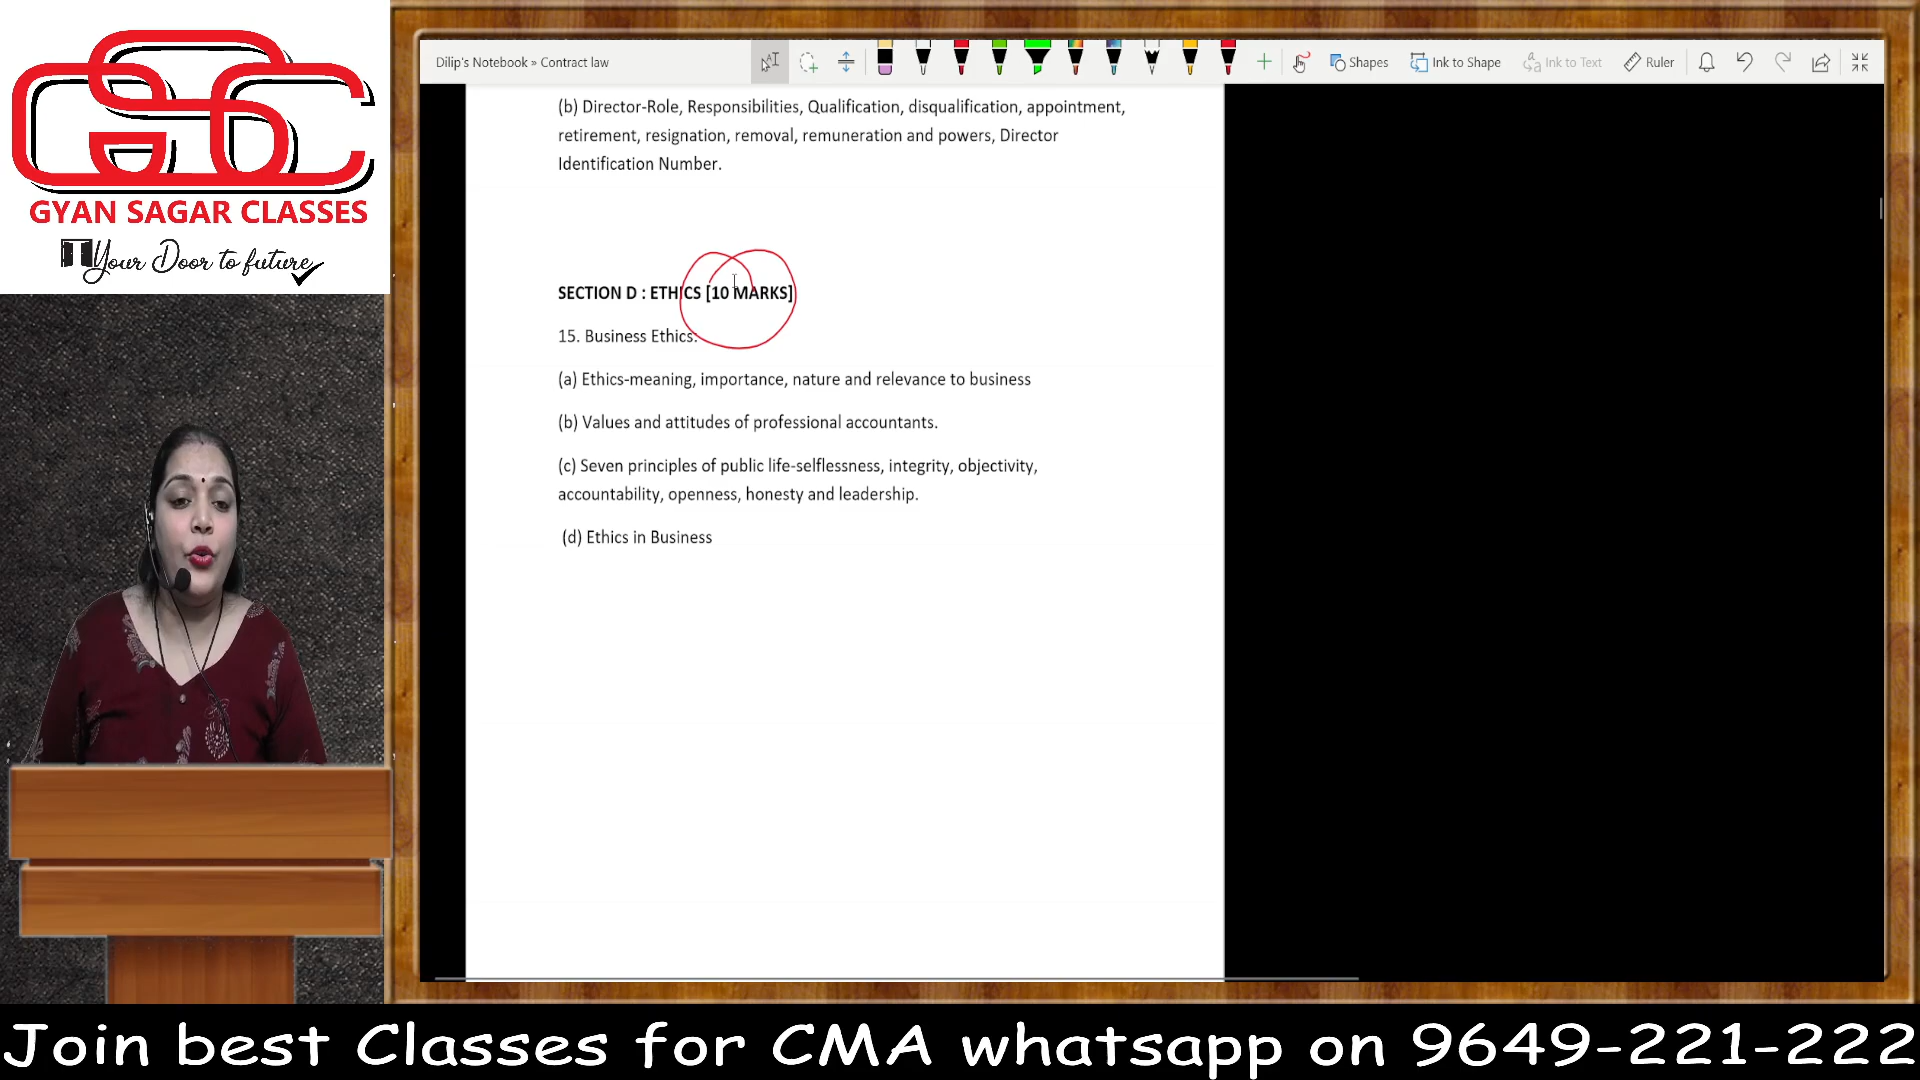 GSC
GYAN SAGAR CLASSES
Your Door to future
Dilip's Notebook » Contract law
Shapes
Ink to Shape
Ink to Text
Ruler
(b) Director-Role, Responsibilities, Qualification, disqualification, appointment,
retirement, resignation, removal, remuneration and powers, Director
Identification Number.
SECTION D : ETHICS [10 MARKS]
15. Business Ethics:
(a) Ethics-meaning, importance, nature and relevance to business
(b) Values and attitudes of professional accountants.
(c) Seven principles of public life-selflessness, integrity, objectivity,
accountability, openness, honesty and leadership.
(d) Ethics in Business
Join best Classes for CMA whatsapp on 9649-221-222